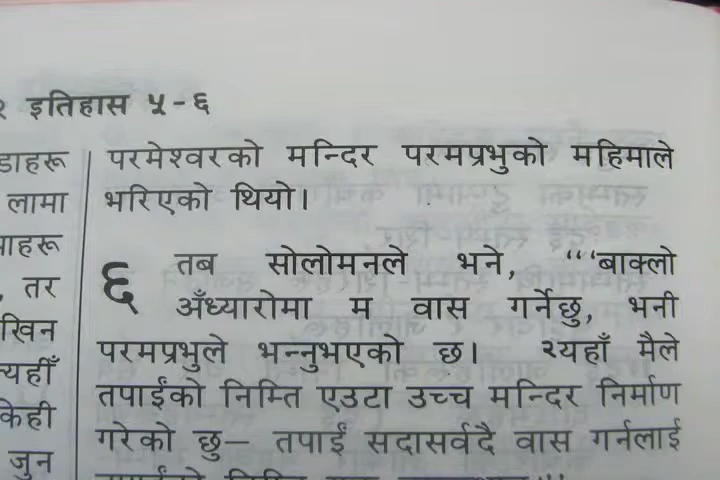 २ इतिहास ५-६
डाहरू
लामा
ाहरू
, तर
खिन
त्यहीँ
केही
जुन
परमेश्वरको मन्दिर परमप्रभुको महिमाले
भरिएको थियो।
६ तब सोलोमनले भने, “‘बाक्लो
अँध्यारोमा म वास गर्नेछु, भनी
परमप्रभुले भन्नुभएको छ। २यहाँ मैले
तपाईंको निम्ति एउटा उच्च मन्दिर निर्माण
गरेको छु— तपाईं सदासर्वदै वास गर्नलाई